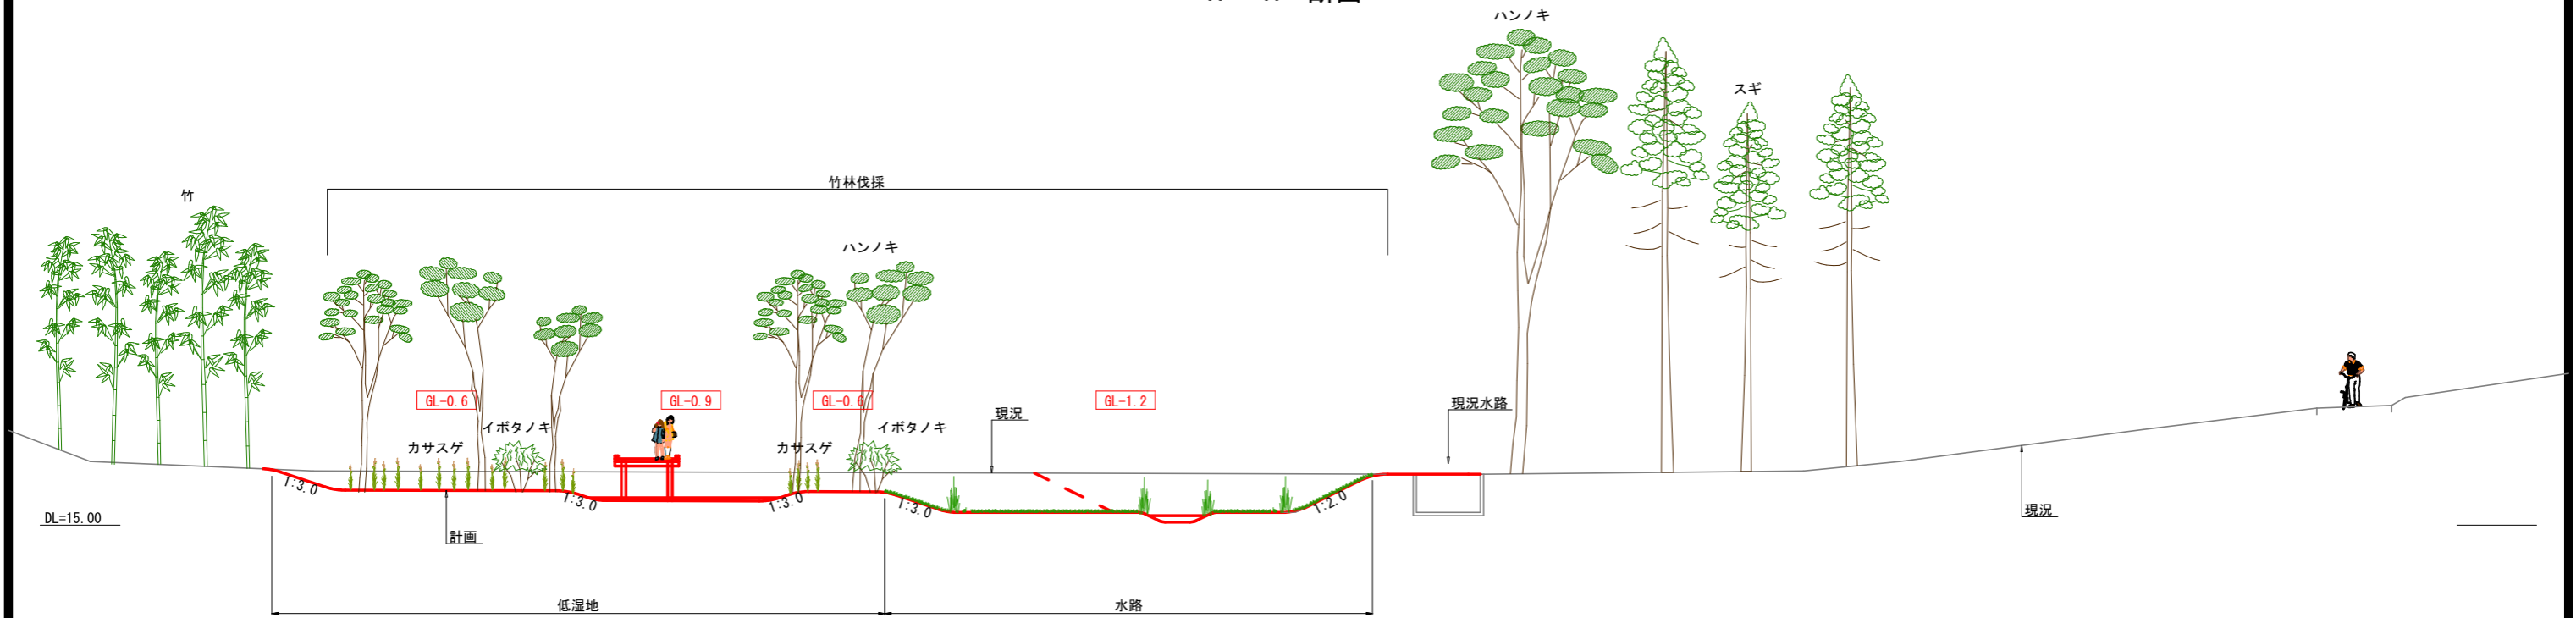 ハンノキ
スギ
竹林伐採
竹
ハンノキ
GL-0.6
GL-0.9
GL-0.6
GL-1.2
現況水路
現況
イボタノキ
イボタノキ
カサスゲ
カサスゲ
1:3.0
1:3.0
1:3.0
1:3.0
1:2.0
DL=15.00
現況
計画
低湿地
水路